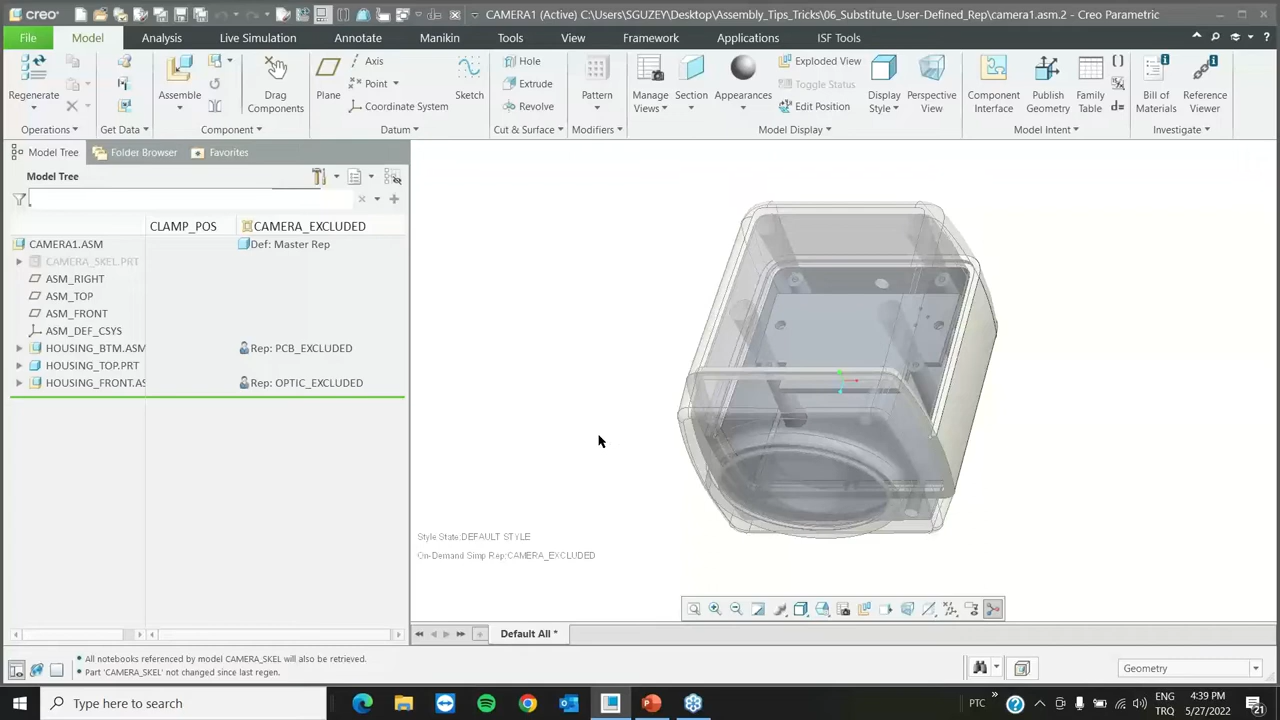 creo
CAMERA1 (Active) C:\Users\SGUZEY\Desktop\Assembly_Tips_Tricks\06_Substitute_User-Defined_Rep\camera1.asm.2 - Creo Parametric
File
Model
Analysis
Live Simulation
Annotate
Manikin
Tools
View
Framework
Applications
ISF Tools
Regenerate
Assemble
Drag
Components
Plane
Axis
Point
Coordinate System
Sketch
Hole
Extrude
Revolve
Pattern
Manage
Views
Section
Appearances
Exploded View
Toggle Status
Edit Position
Display
Style
Perspective
View
Component
Interface
Publish
Geometry
Family
Table
Bill of
Materials
Reference
Viewer
Operations
Get Data
Component
Datum
Cut & Surface
Modifiers
Model Display
Model Intent
Investigate
Model Tree
Folder Browser
Favorites
Model Tree
CLAMP_POS
CAMERA_EXCLUDED
CAMERA1.ASM
Def: Master Rep
CAMERA_SKEL.PRT
ASM_RIGHT
ASM_TOP
ASM_FRONT
ASM_DEF_CSYS
HOUSING_BTM.ASM
Rep: PCB_EXCLUDED
HOUSING_TOP.PRT
HOUSING_FRONT.AS
Rep: OPTIC_EXCLUDED
Style State:DEFAULT STYLE
On-Demand Simp Rep:CAMERA_EXCLUDED
Default All *
• All notebooks referenced by model CAMERA_SKEL will also be retrieved.
• Part 'CAMERA_SKEL' not changed since last regen.
Geometry
Type here to search
PTC
ENG
TRQ
4:39 PM
5/27/2022
21